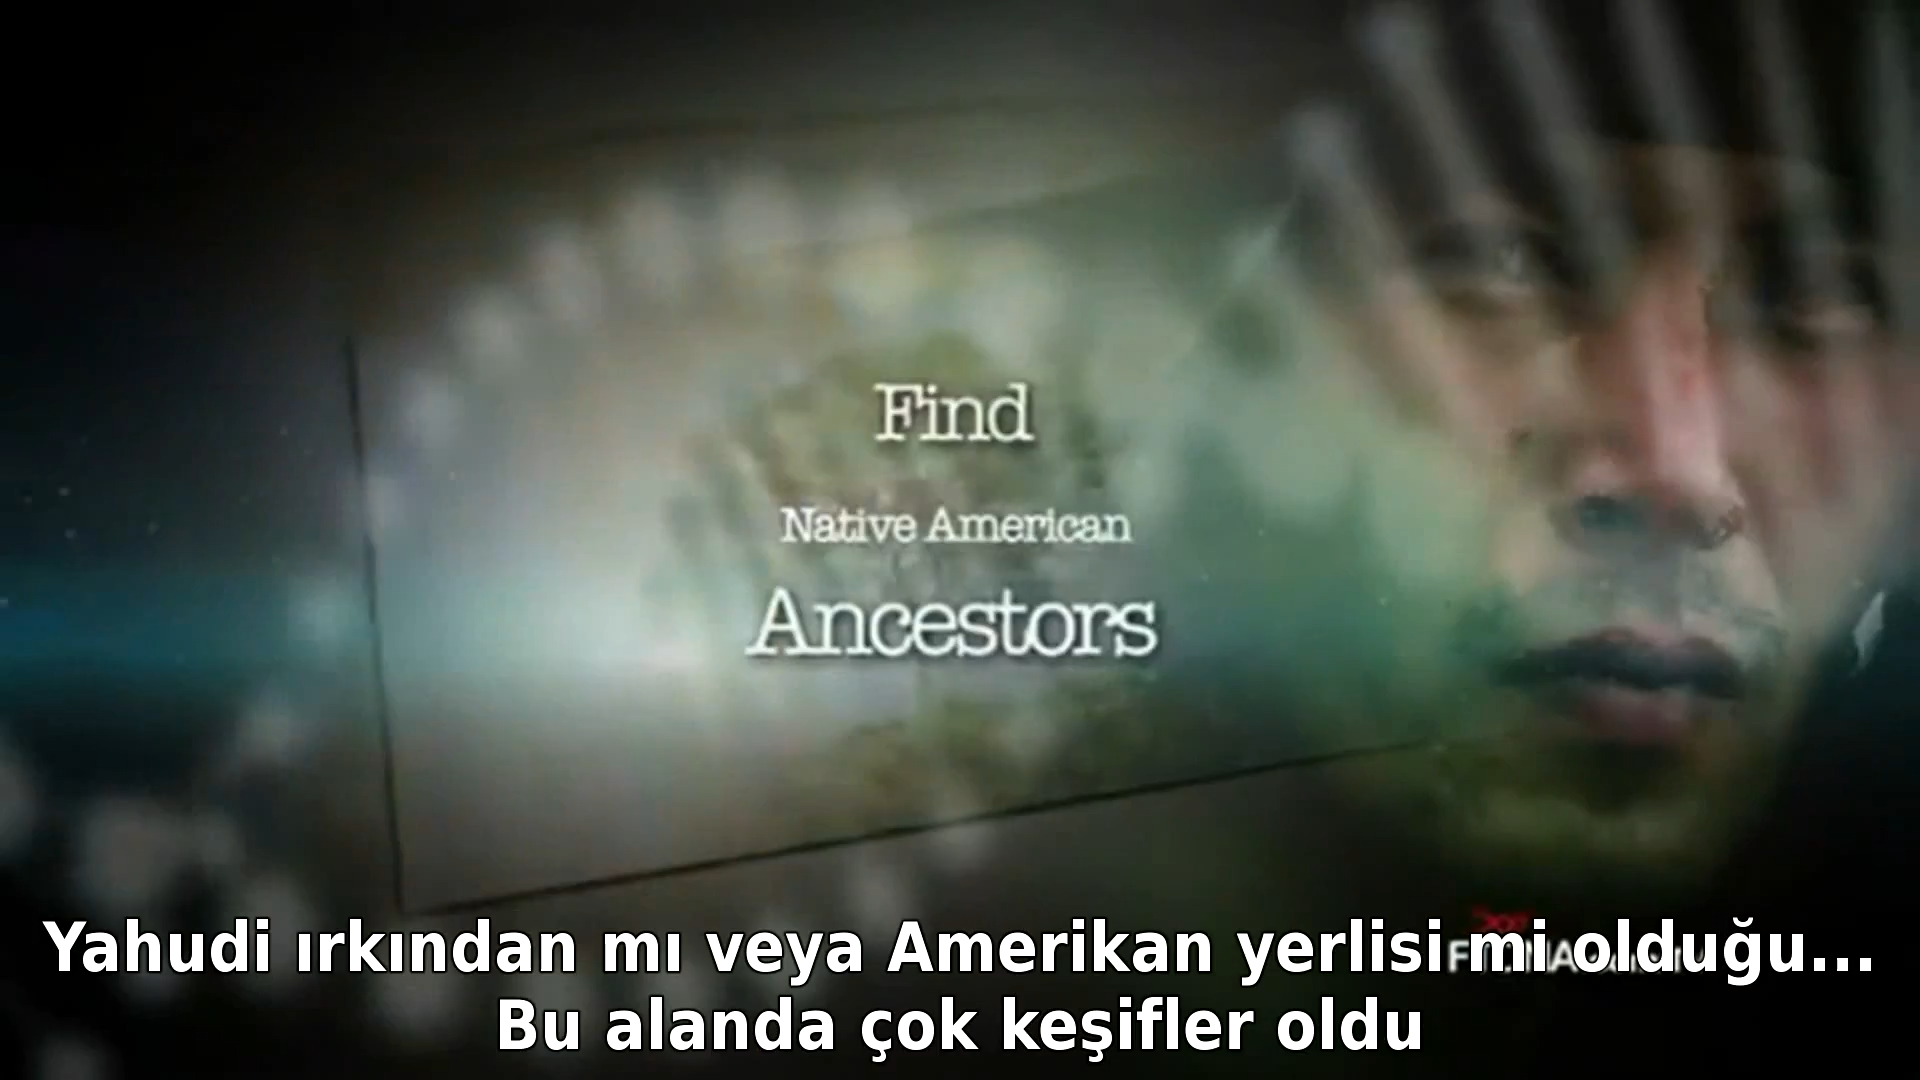 Find
Native American
Ancestors
Yahudi ırkından mı veya Amerikan yerlisi mi olduğu...
Bu alanda çok keşifler oldu